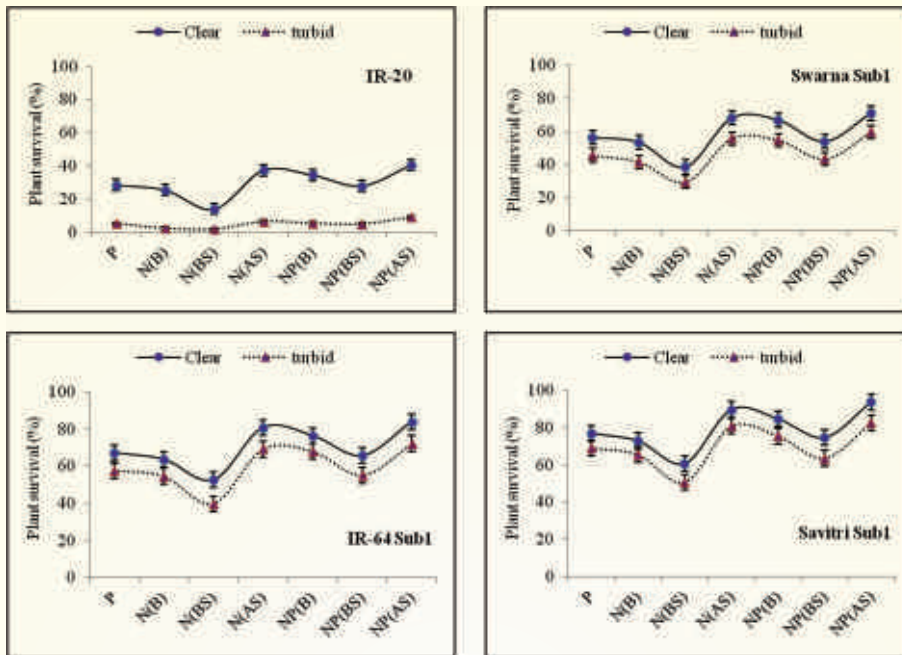 Clear turbid
IR-20
Plant survival (%)
100
80
60
40
20
0
P N(B) N(BS) N(AS) NP(B) NP(BS) NP(AS)
Clear turbid
Swarna Sub1
Plant survival (%)
100
80
60
40
20
0
P N(B) N(BS) N(AS) NP(B) NP(BS) NP(AS)
Clear turbid
Plant survival (%)
100
80
60
40
20
0
IR-64 Sub1
P N(B) N(BS) N(AS) NP(B) NP(BS) NP(AS)
Clear turbid
Plant survival (%)
100
80
60
40
20
0
Savitri Sub1
P N(B) N(BS) N(AS) NP(B) NP(BS) NP(AS)